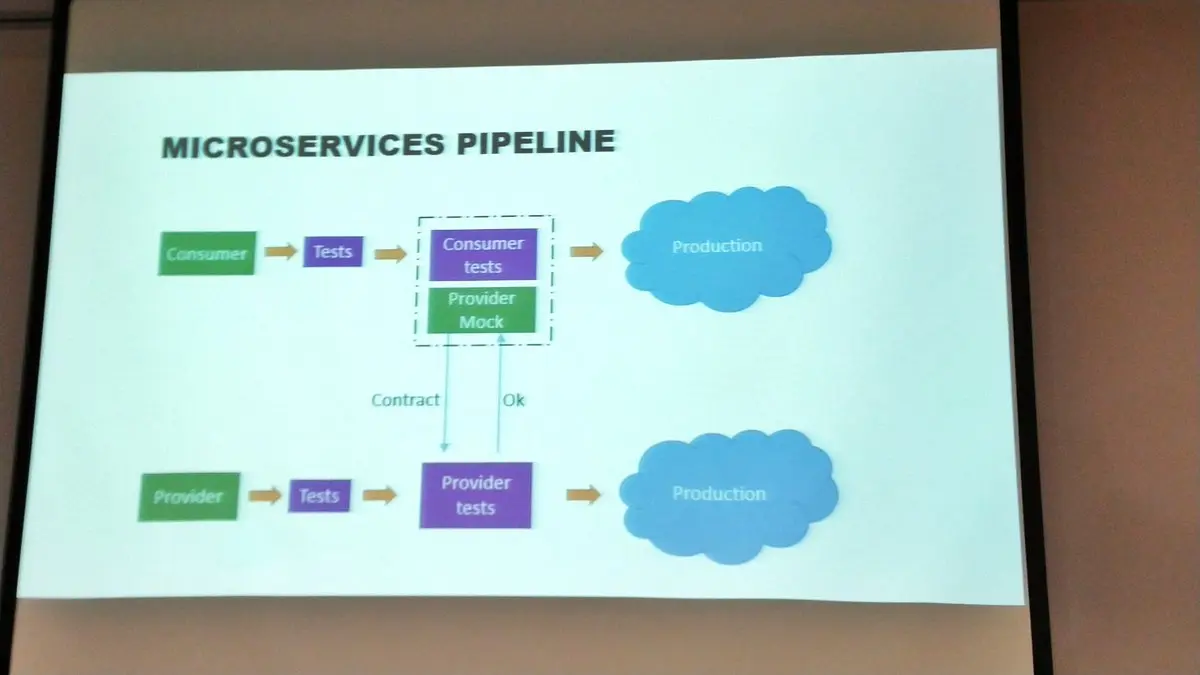 MICROSERVICES PIPELINE
Consumer
Tests
Consumer
tests
Provider
Mock
Production
Contract
Ok
Provider
Tests
Provider
tests
Production